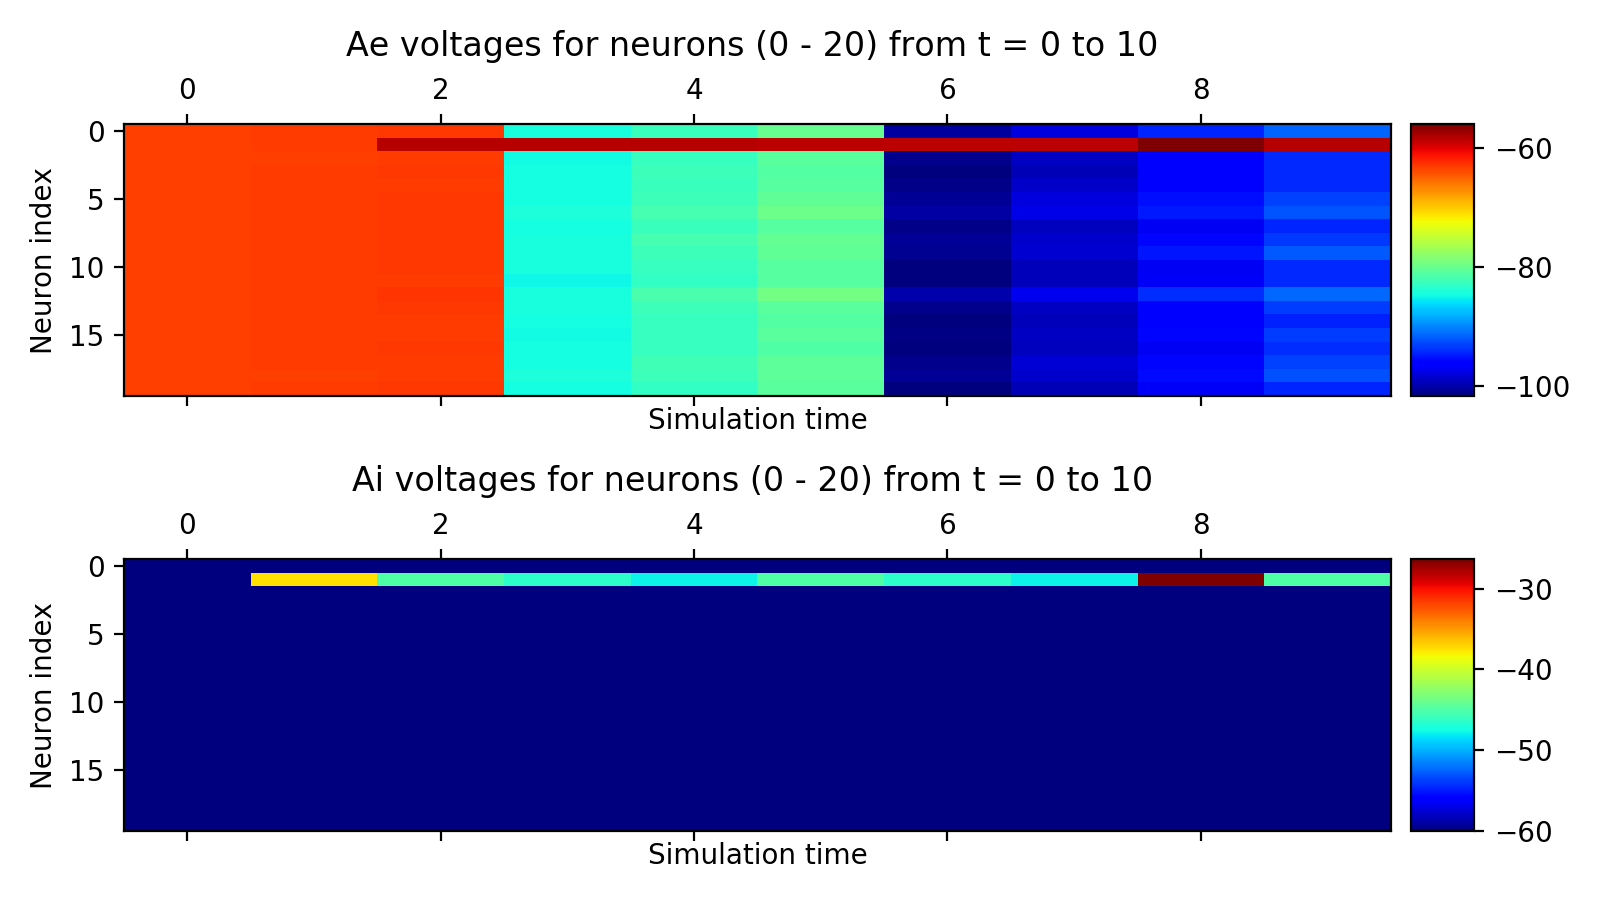 Ae voltages for neurons (0 - 20) from t = 0 to 10
0 2 4 6 8
Neuron index
0
5
10
15
−60
−80
−100
Simulation time
Ai voltages for neurons (0 - 20) from t = 0 to 10
0 2 4 6 8
Neuron index
0
5
10
15
−30
−40
−50
−60
Simulation time